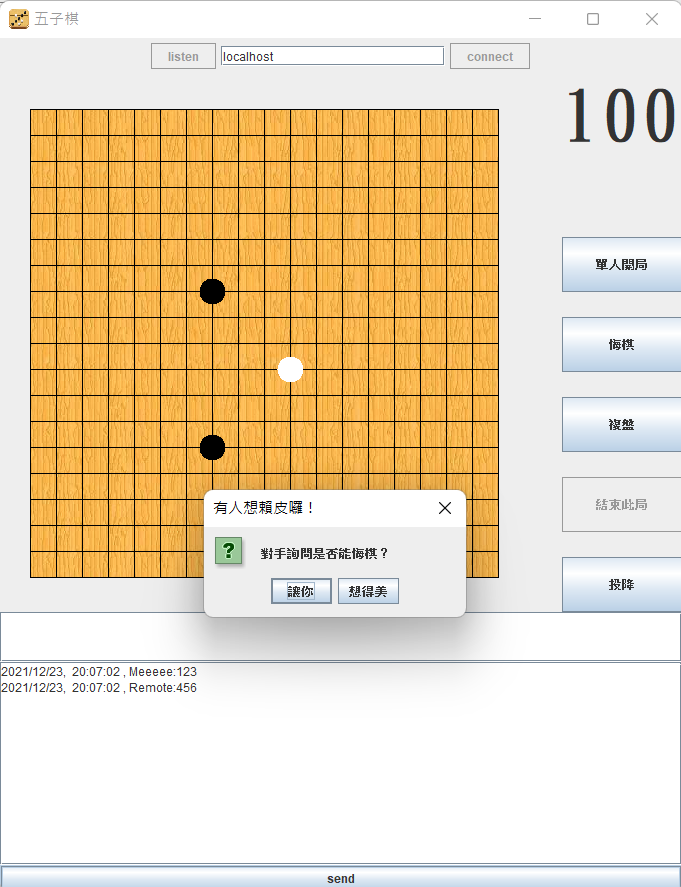 五子棋
listen
localhost
connect
100
單人開局
悔棋
複盤
結束此局
投降
有人想賴皮囉！
對手詢問是否能悔棋？
讓你
想得美
2021/12/23,  20:07:02 , Meeeee:123
2021/12/23,  20:07:02 , Remote:456
send